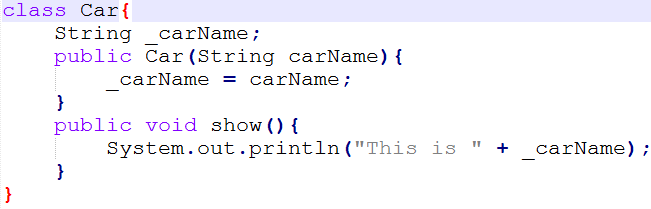 class Car{
    String _carName;
    public Car(String carName){
        _carName = carName;
    }
    public void show(){
        System.out.println("This is " + _carName);
    }
}